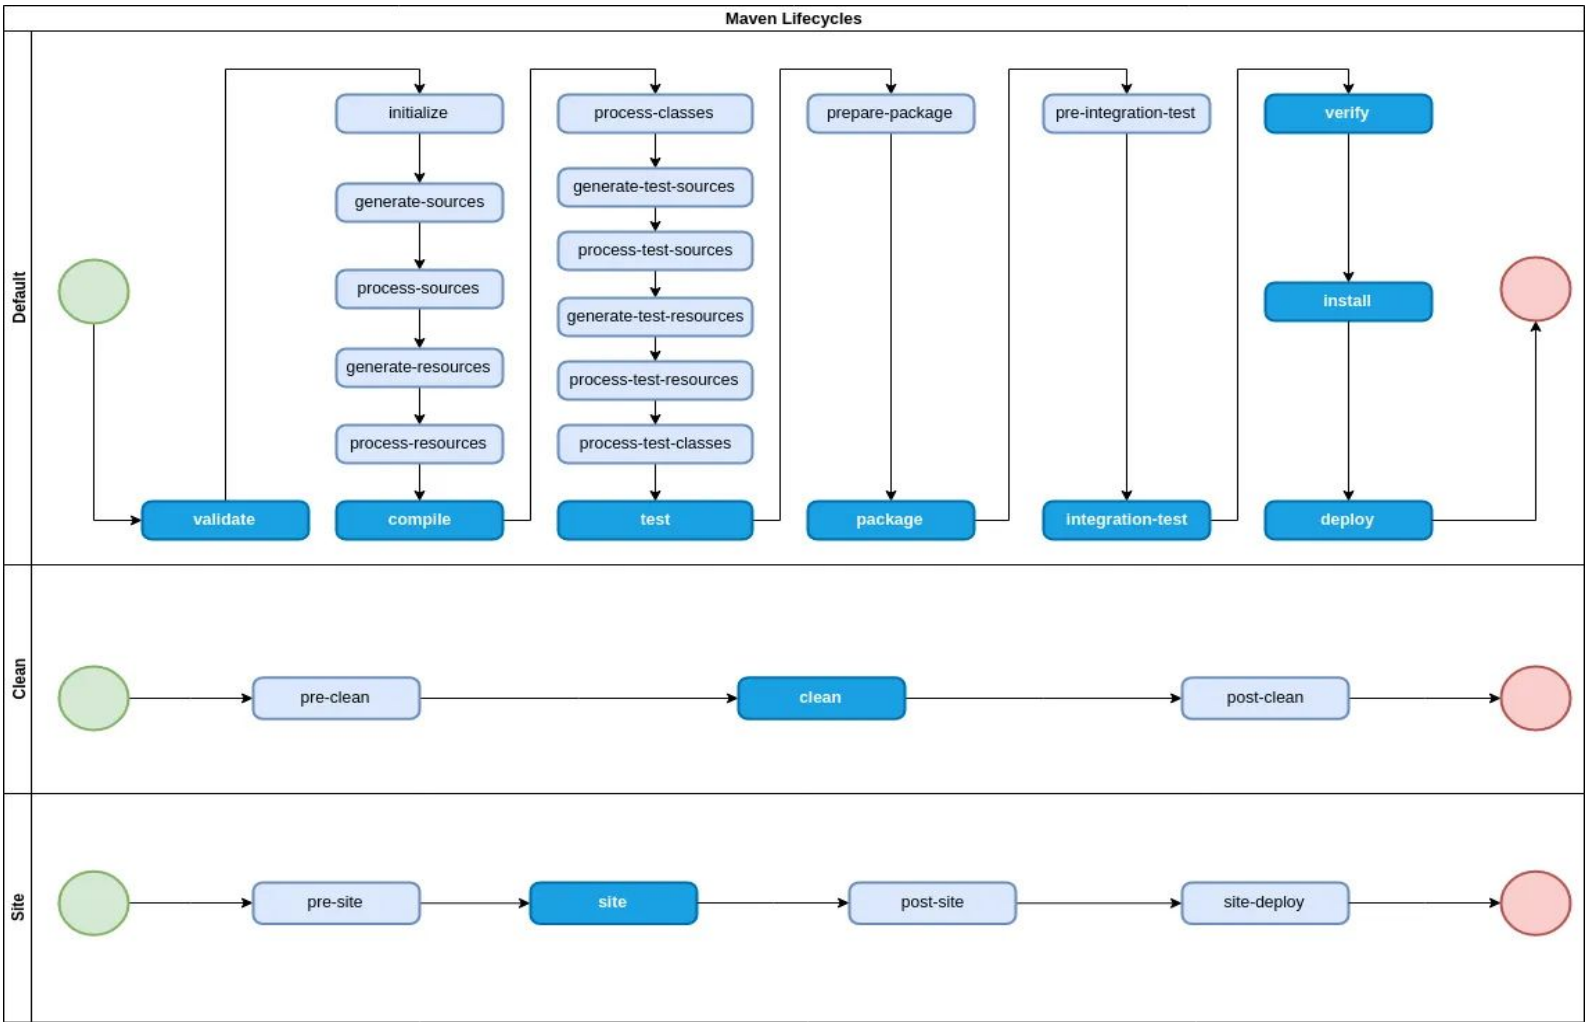 Maven Lifecycles
Default
validate
initialize
generate-sources
process-sources
generate-resources
process-resources
compile
process-classes
generate-test-sources
process-test-sources
generate-test-resources
process-test-resources
process-test-classes
test
prepare-package
package
pre-integration-test
integration-test
verify
install
deploy
Clean
pre-clean
clean
post-clean
Site
pre-site
site
post-site
site-deploy